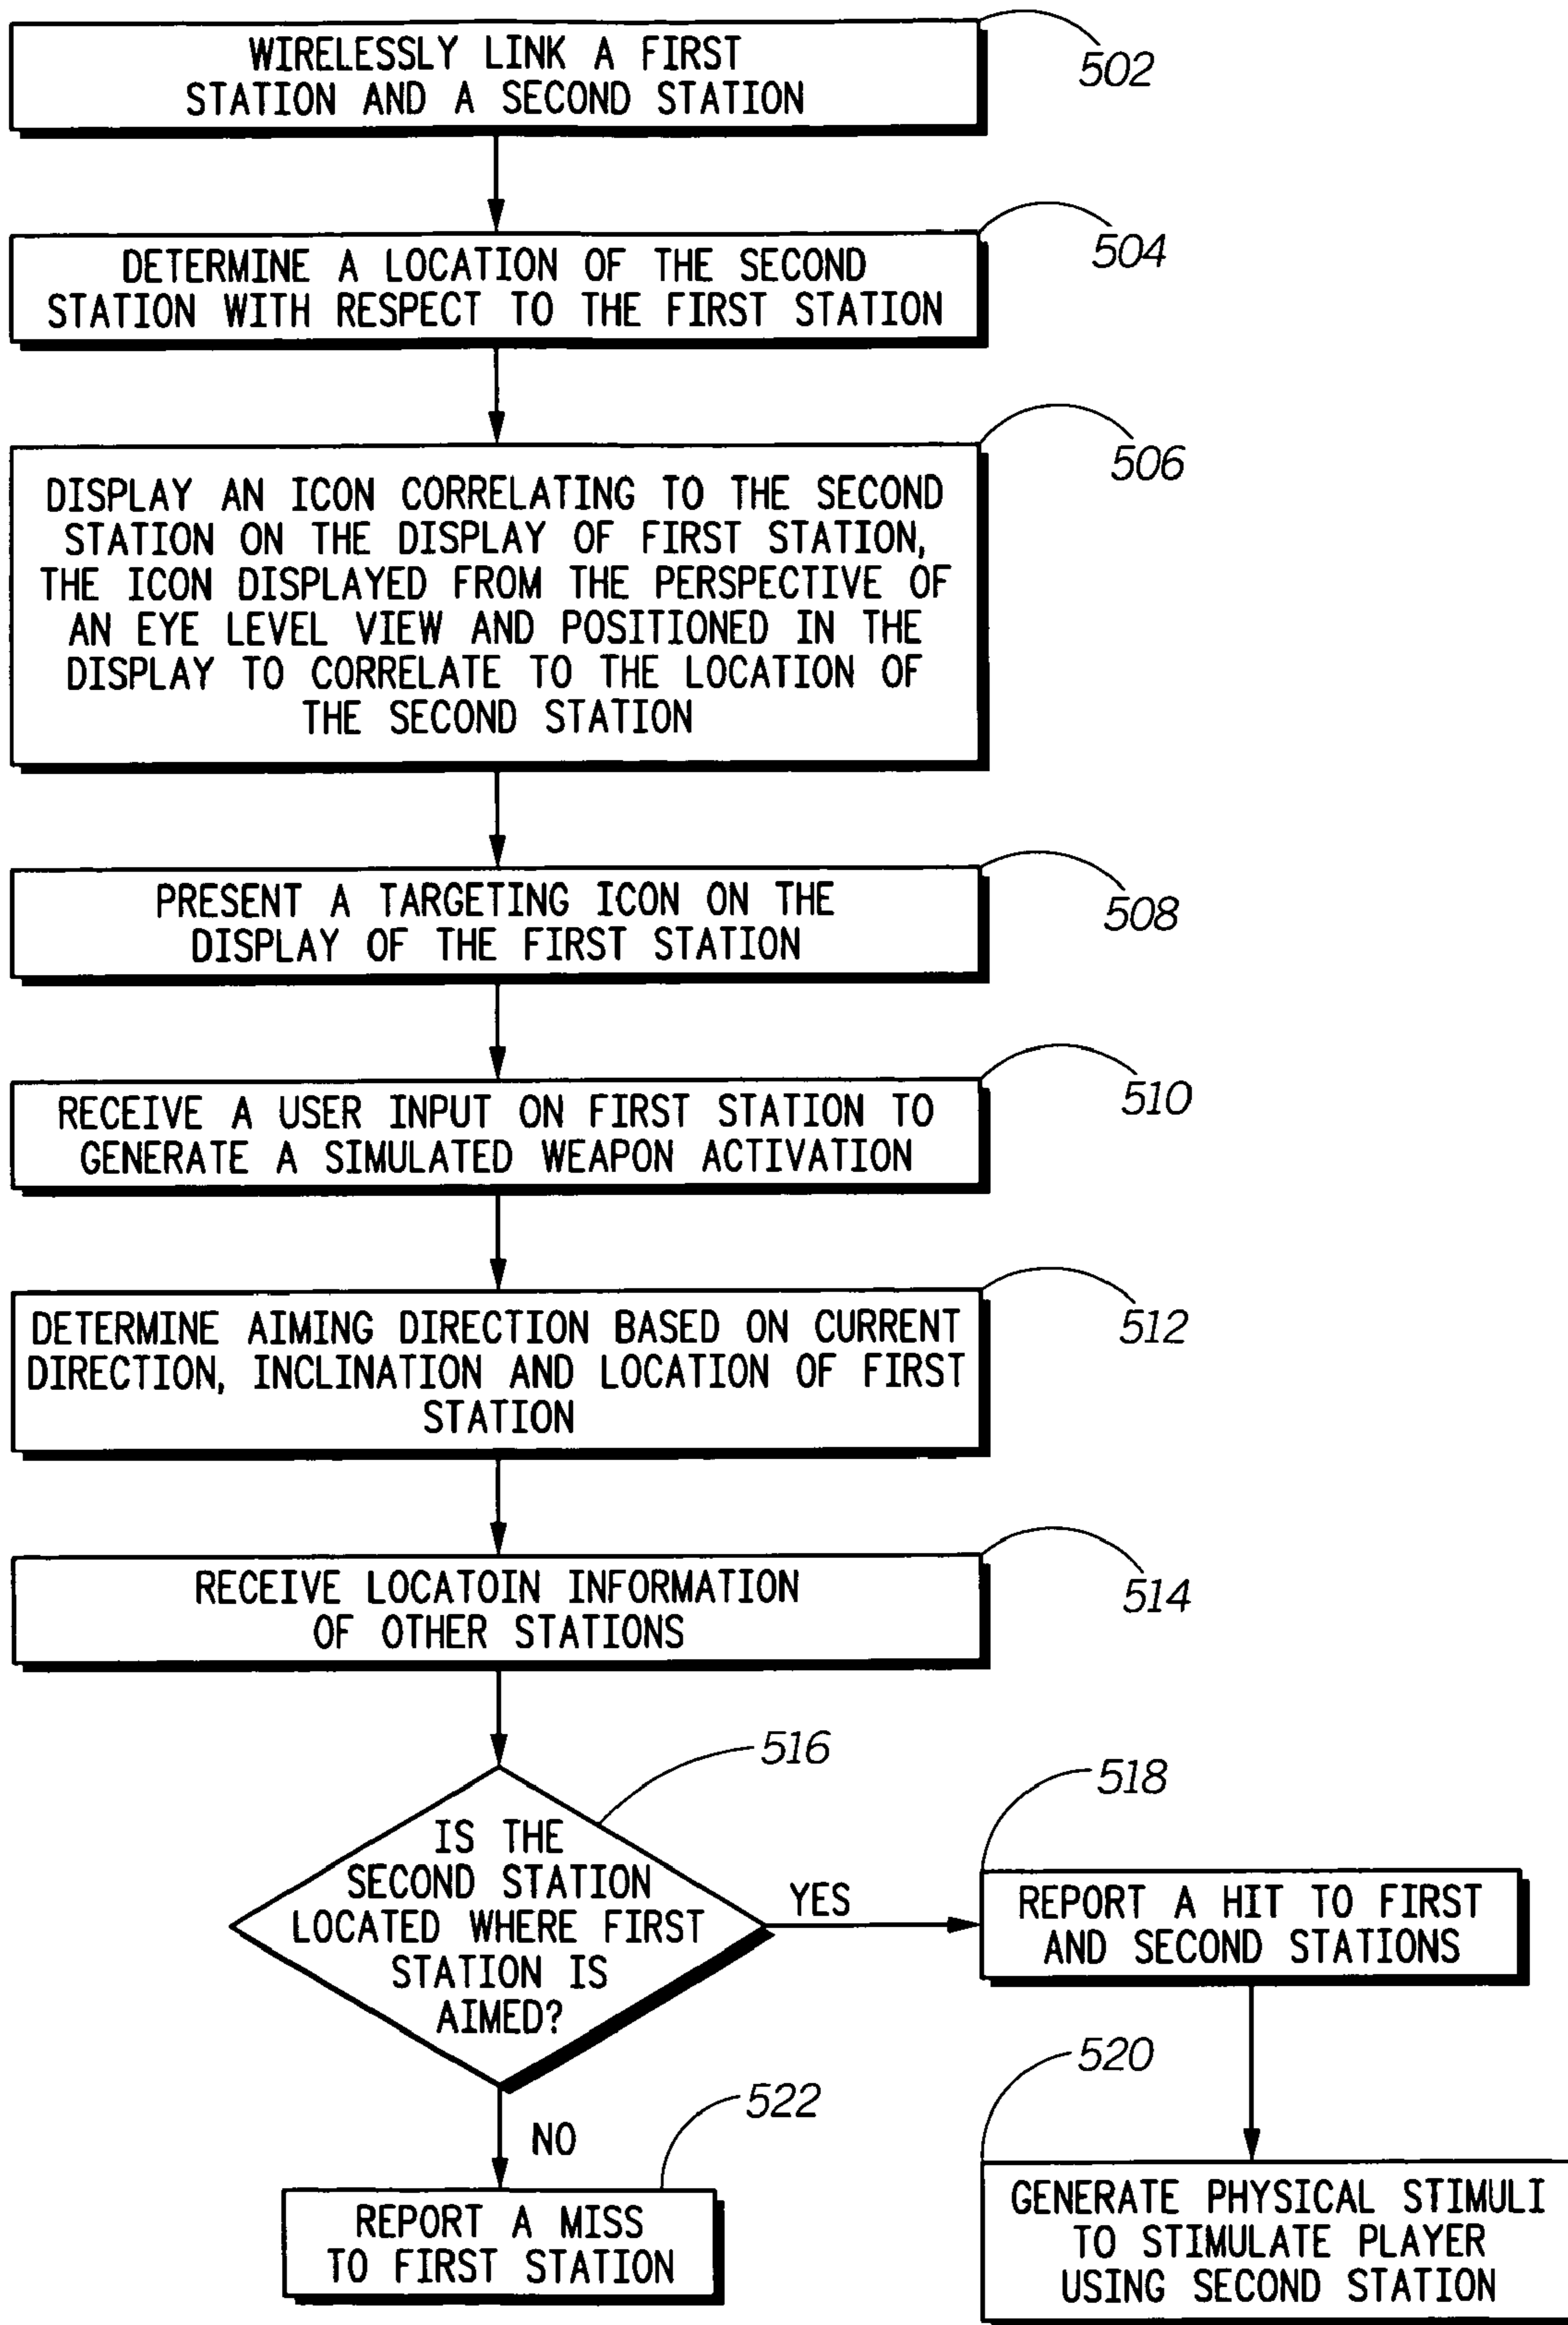 WIRELESSLY LINK A FIRST
STATION AND A SECOND STATION
502
DETERMINE A LOCATION OF THE SECOND
STATION WITH RESPECT TO THE FIRST STATION
504
DISPLAY AN ICON CORRELATING TO THE SECOND
STATION ON THE DISPLAY OF FIRST STATION,
THE ICON DISPLAYED FROM THE PERSPECTIVE OF
AN EYE LEVEL VIEW AND POSITIONED IN THE
DISPLAY TO CORRELATE TO THE LOCATION OF
THE SECOND STATION
506
PRESENT A TARGETING ICON ON THE
DISPLAY OF THE FIRST STATION
508
RECEIVE A USER INPUT ON FIRST STATION TO
GENERATE A SIMULATED WEAPON ACTIVATION
510
DETERMINE AIMING DIRECTION BASED ON CURRENT
DIRECTION, INCLINATION AND LOCATION OF FIRST
STATION
512
RECEIVE LOCATOIN INFORMATION
OF OTHER STATIONS
514
IS THE
SECOND STATION
LOCATED WHERE FIRST
STATION IS
AIMED?
516
YES
518
REPORT A HIT TO FIRST
AND SECOND STATIONS
520
GENERATE PHYSICAL STIMULI
TO STIMULATE PLAYER
USING SECOND STATION
NO
522
REPORT A MISS
TO FIRST STATION